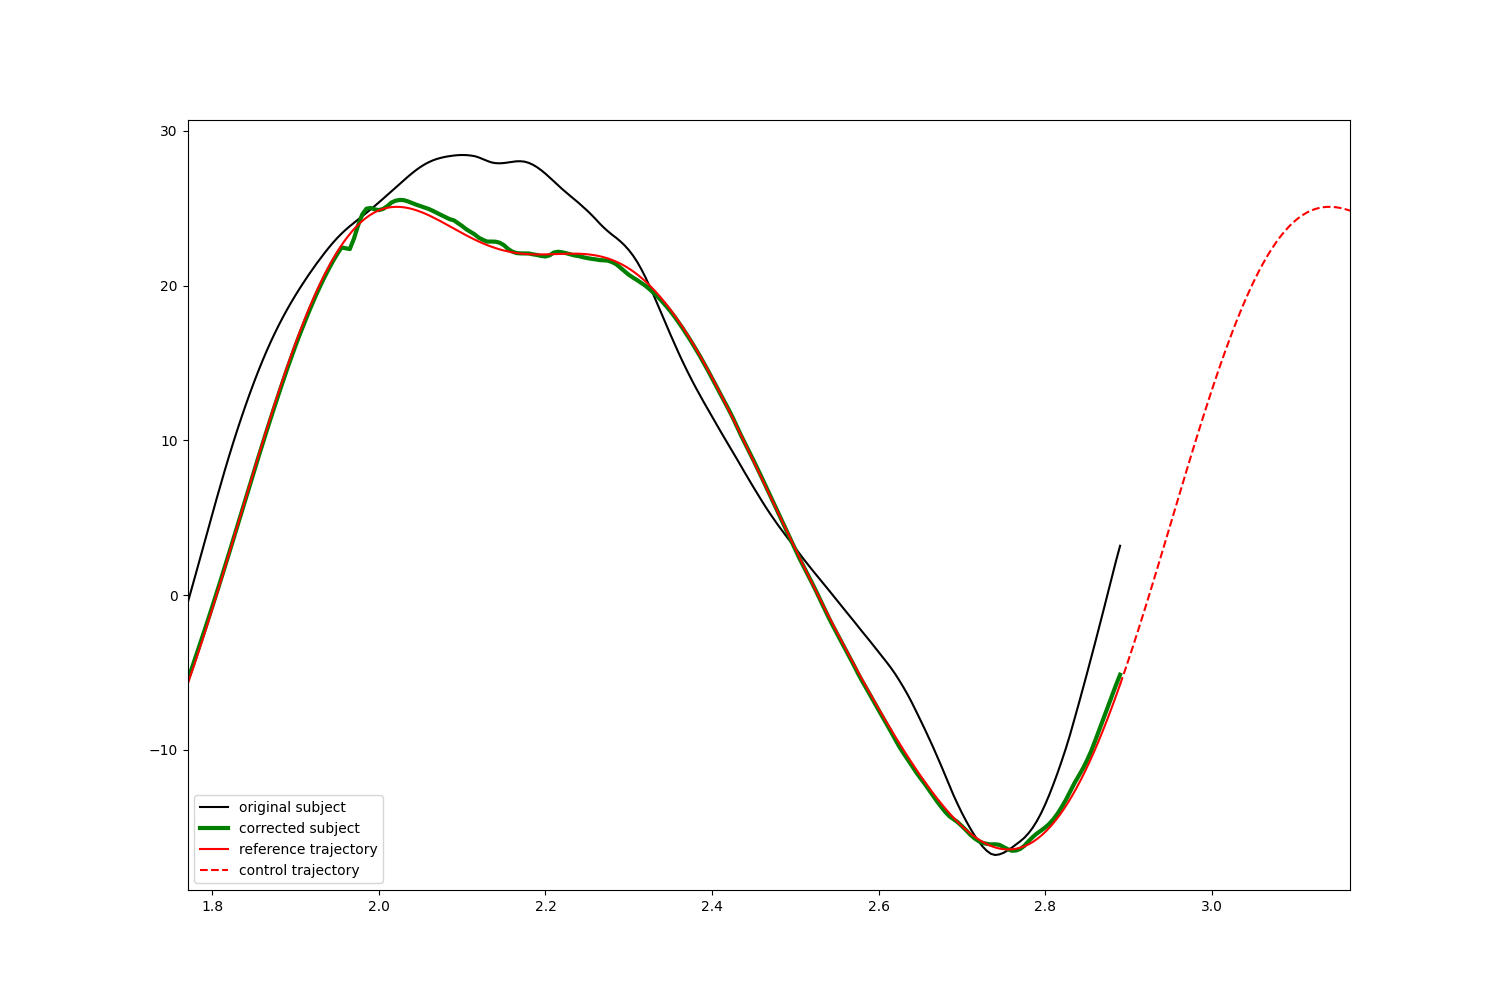 30
20
10
0
−10
original subject
corrected subject
reference trajectory
control trajectory
1.8 2.0 2.2 2.4 2.6 2.8 3.0